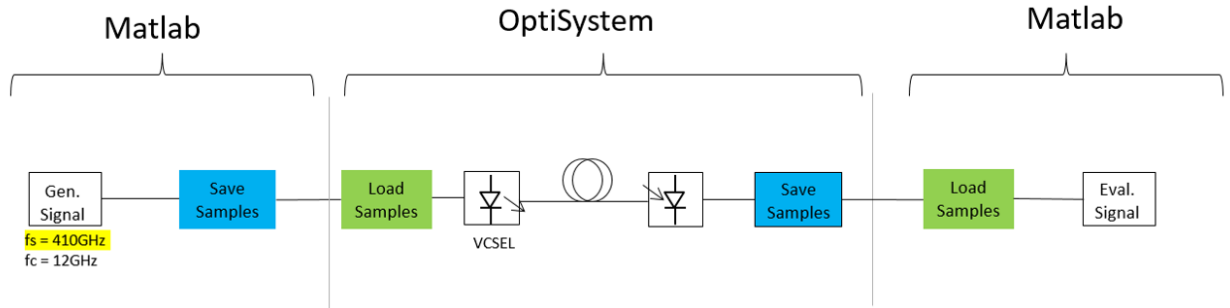 Matlab
OptiSystem
Matlab
Gen.
Signal
Save
Samples
Load
Samples
VCSEL
Save
Samples
Load
Samples
Eval.
Signal
fs = 410GHz
fc = 12GHz